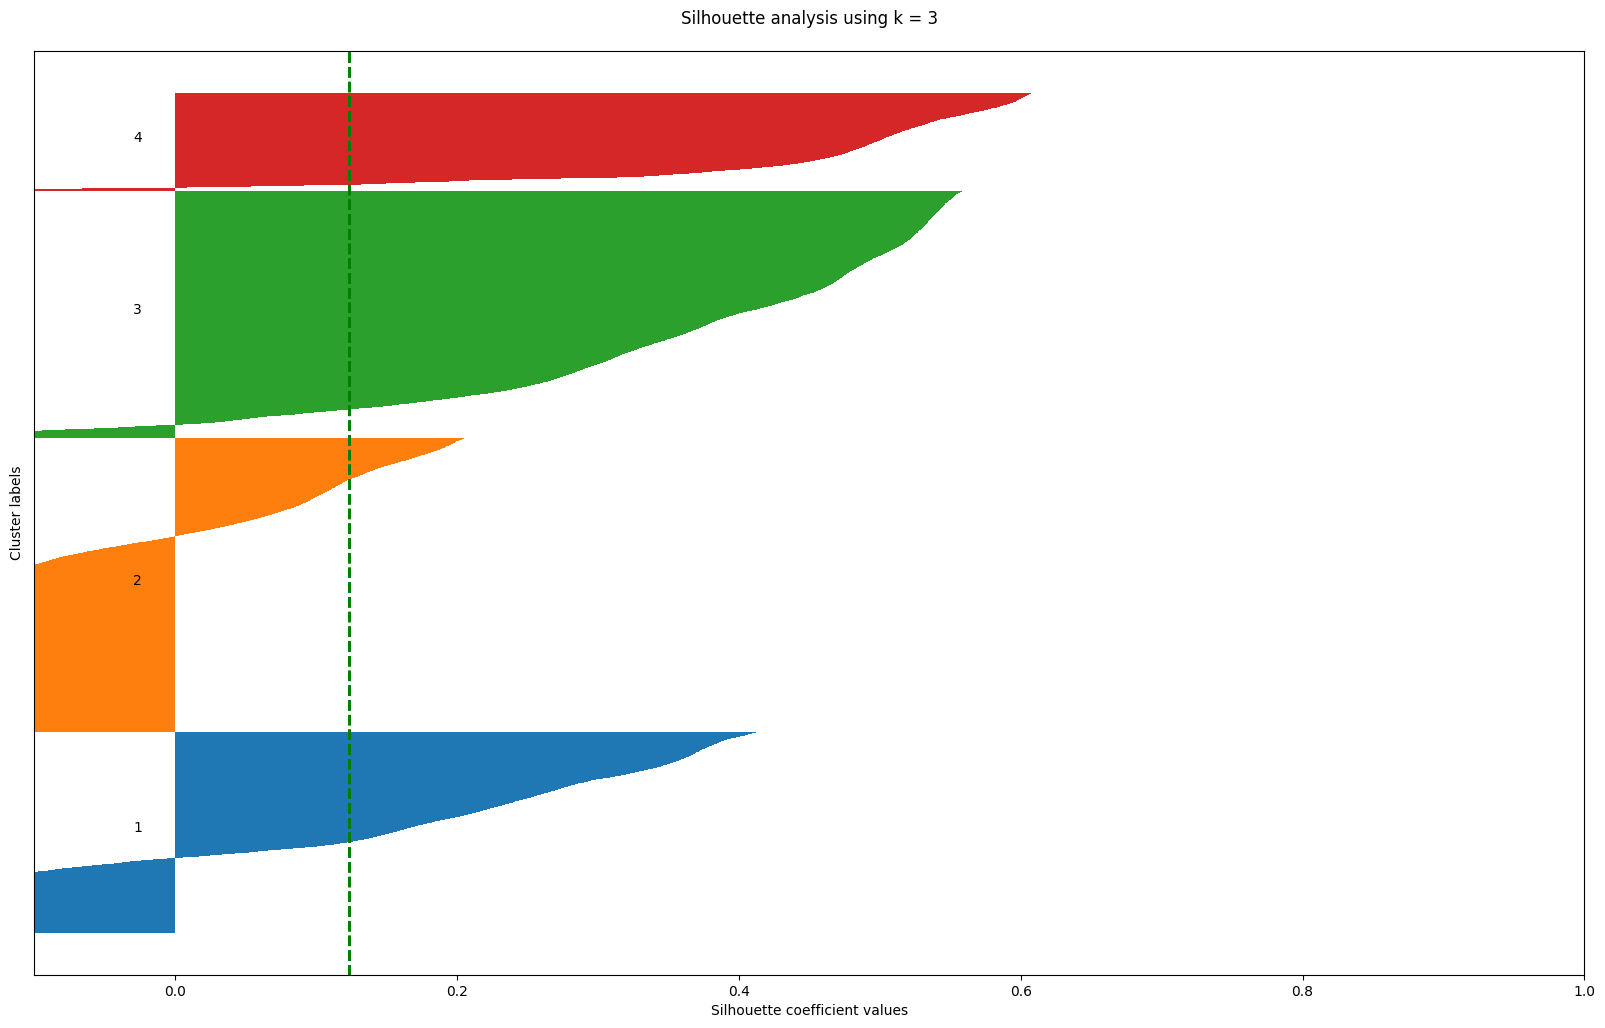 Silhouette analysis using k = 3
4
3
2
1
Cluster labels
0.0 0.2 0.4 0.6 0.8 1.0
Silhouette coefficient values